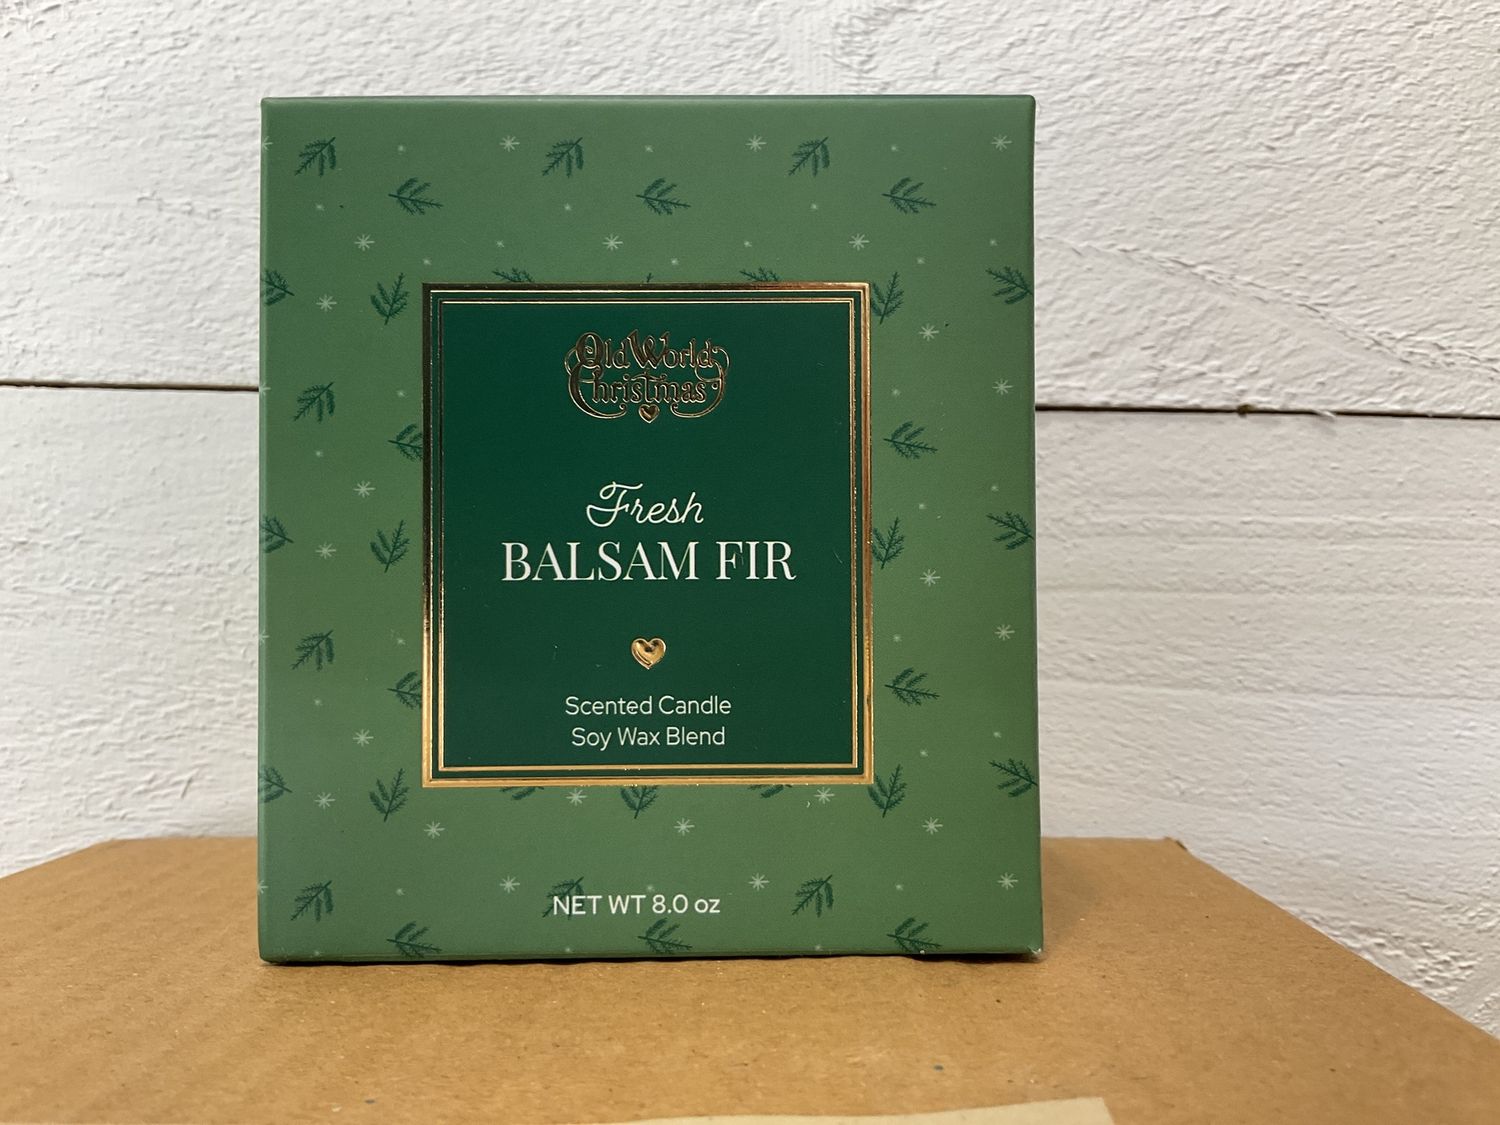 Old World
Christmas
Fresh
BALSAM FIR
Scented Candle
Soy Wax Blend
NET WT 8.0 oz